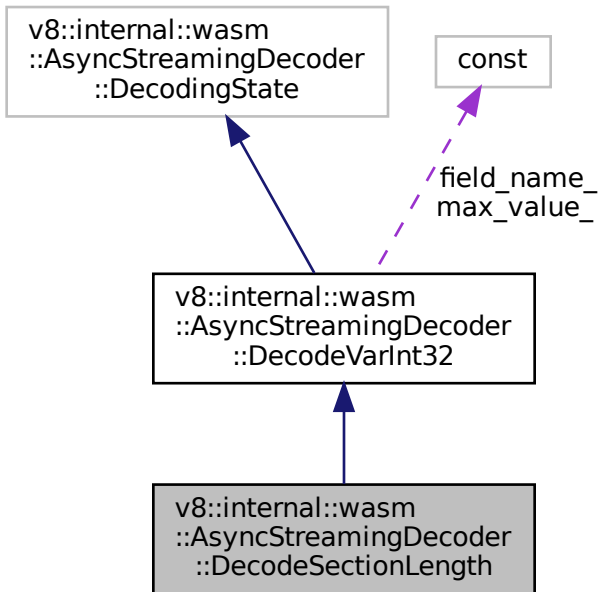 v8::internal::wasm
::AsyncStreamingDecoder
::DecodingState
const
field_name_
max_value_
v8::internal::wasm
::AsyncStreamingDecoder
::DecodeVarInt32
v8::internal::wasm
::AsyncStreamingDecoder
::DecodeSectionLength